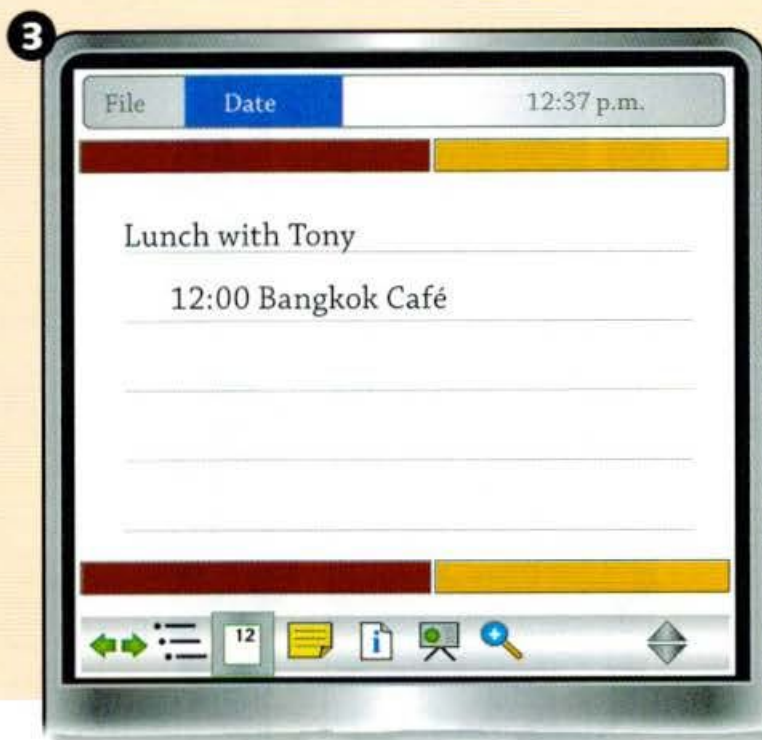 3
File Date 12:37 p.m.
Lunch with Tony
12:00 Bangkok Café
12
i